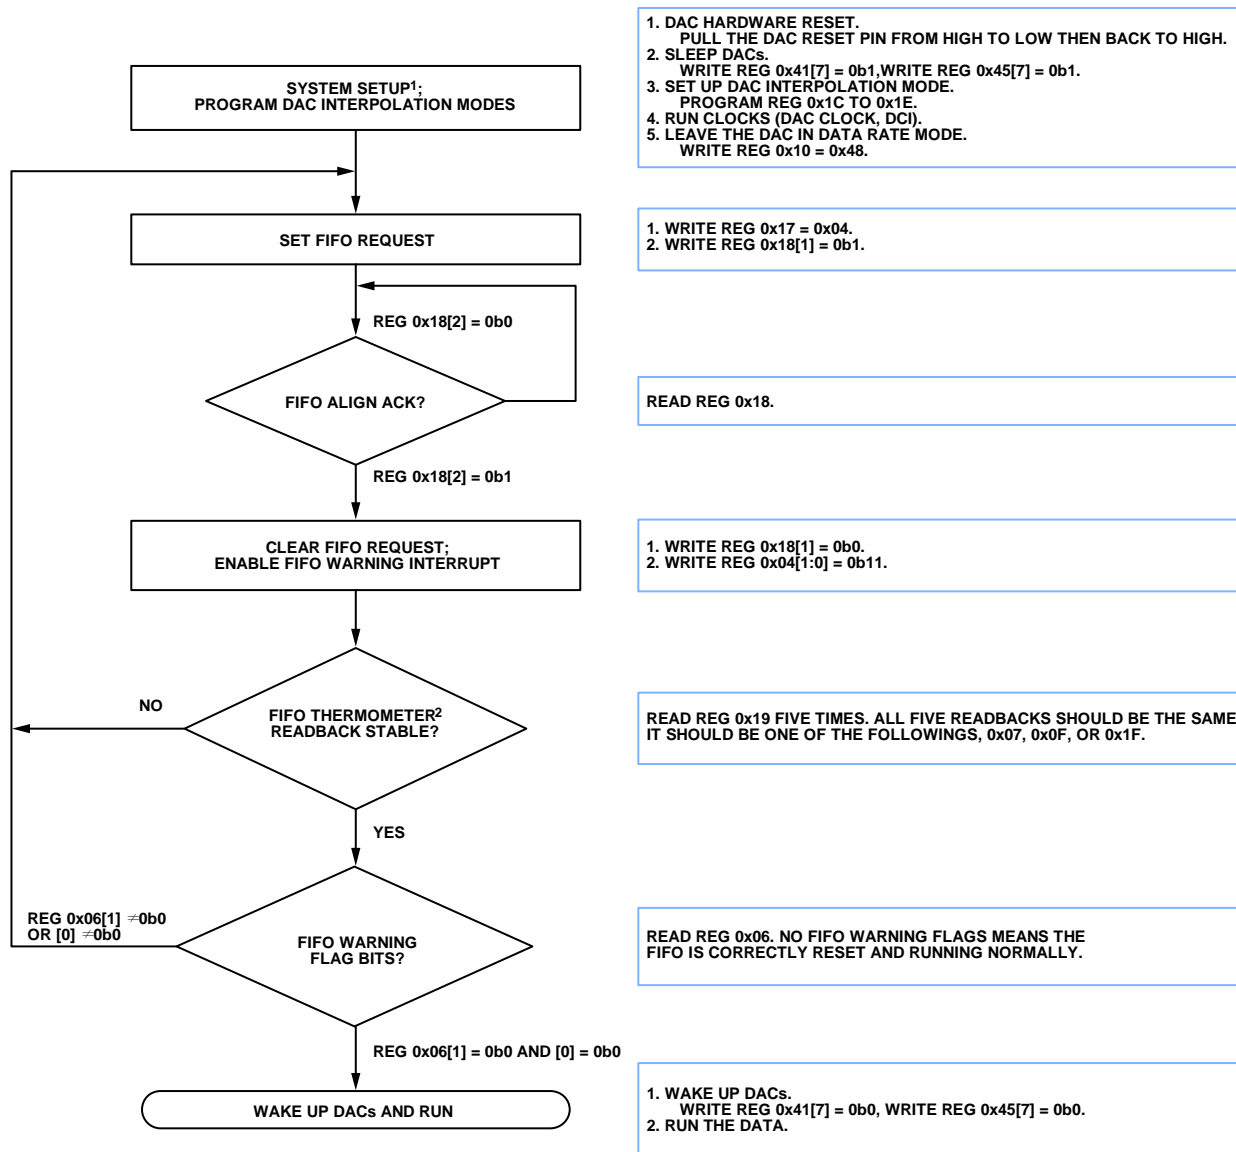 SYSTEM SETUP1;
PROGRAM DAC INTERPOLATION MODES
1. DAC HARDWARE RESET.
PULL THE DAC RESET PIN FROM HIGH TO LOW THEN BACK TO HIGH.
2. SLEEP DACs.
WRITE REG 0x41[7] = 0b1,WRITE REG 0x45[7] = 0b1.
3. SET UP DAC INTERPOLATION MODE.
PROGRAM REG 0x1C TO 0x1E.
4. RUN CLOCKS (DAC CLOCK, DCI).
5. LEAVE THE DAC IN DATA RATE MODE.
WRITE REG 0x10 = 0x48.
SET FIFO REQUEST
1. WRITE REG 0x17 = 0x04.
2. WRITE REG 0x18[1] = 0b1.
REG 0x18[2] = 0b0
FIFO ALIGN ACK?
READ REG 0x18.
REG 0x18[2] = 0b1
CLEAR FIFO REQUEST;
ENABLE FIFO WARNING INTERRUPT
1. WRITE REG 0x18[1] = 0b0.
2. WRITE REG 0x04[1:0] = 0b11.
NO
FIFO THERMOMETER2
READBACK STABLE?
READ REG 0x19 FIVE TIMES. ALL FIVE READBACKS SHOULD BE THE SAME
IT SHOULD BE ONE OF THE FOLLOWINGS, 0x07, 0x0F, OR 0x1F.
YES
REG 0x06[1] ≠0b0
OR [0] ≠0b0
FIFO WARNING
FLAG BITS?
READ REG 0x06. NO FIFO WARNING FLAGS MEANS THE
FIFO IS CORRECTLY RESET AND RUNNING NORMALLY.
REG 0x06[1] = 0b0 AND [0] = 0b0
WAKE UP DACs AND RUN
1. WAKE UP DACs.
WRITE REG 0x41[7] = 0b0, WRITE REG 0x45[7] = 0b0.
2. RUN THE DATA.